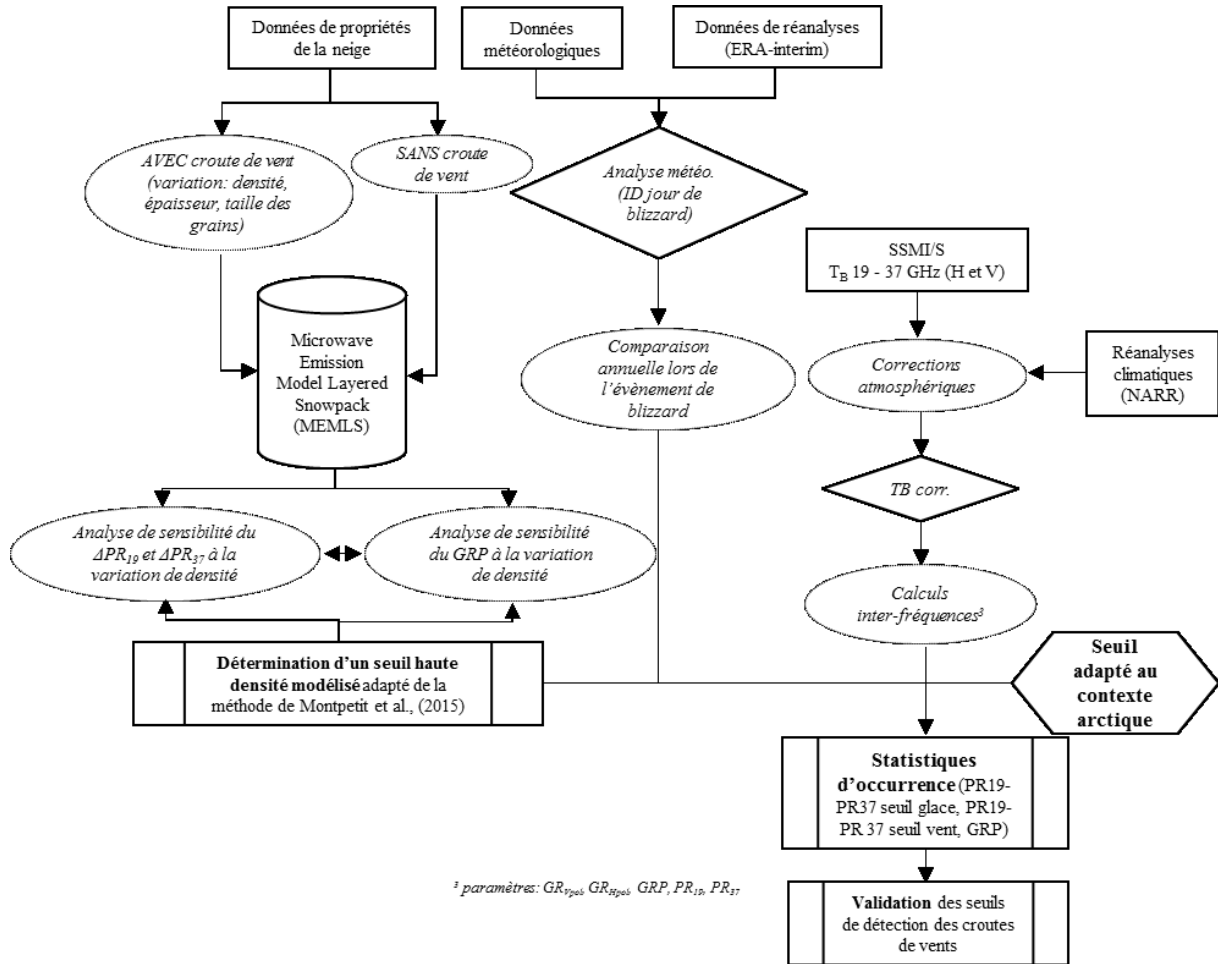 Données de propriétés
de la neige
Données
météorologiques
Données de réanalyses
(ERA-interim)
AVEC croute de vent
(variation: densité,
épaisseur, taille des
grains)
SANS croute
de vent
Analyse météo.
(ID jour de
blizzard)
SSMI/S
TB 19 - 37 GHz (H et V)
Microwave
Emission
Model Layered
Snowpack
(MEMLS)
Comparaison
annuelle lors de
l’évènement de
blizzard
Corrections
atmosphériques
Réanalyses
climatiques
(NARR)
TB corr.
Analyse de sensibilité du
ΔPR19 et ΔPR37 à la
variation de densité
Analyse de sensibilité
du GRP à la variation
de densité
Calculs
inter-fréquences³
Détermination d’un seuil haute
densité modélisé adapté de la
méthode de Montpetit et al., (2015)
Seuil
adapté au
contexte
arctique
Statistiques
d’occurrence (PR19-
PR37 seuil glace, PR19-
PR 37 seuil vent, GRP)
³ paramètres: GRVpol, GRHpol, GRP, PR19, PR37
Validation des seuils
de détection des croutes
de vents